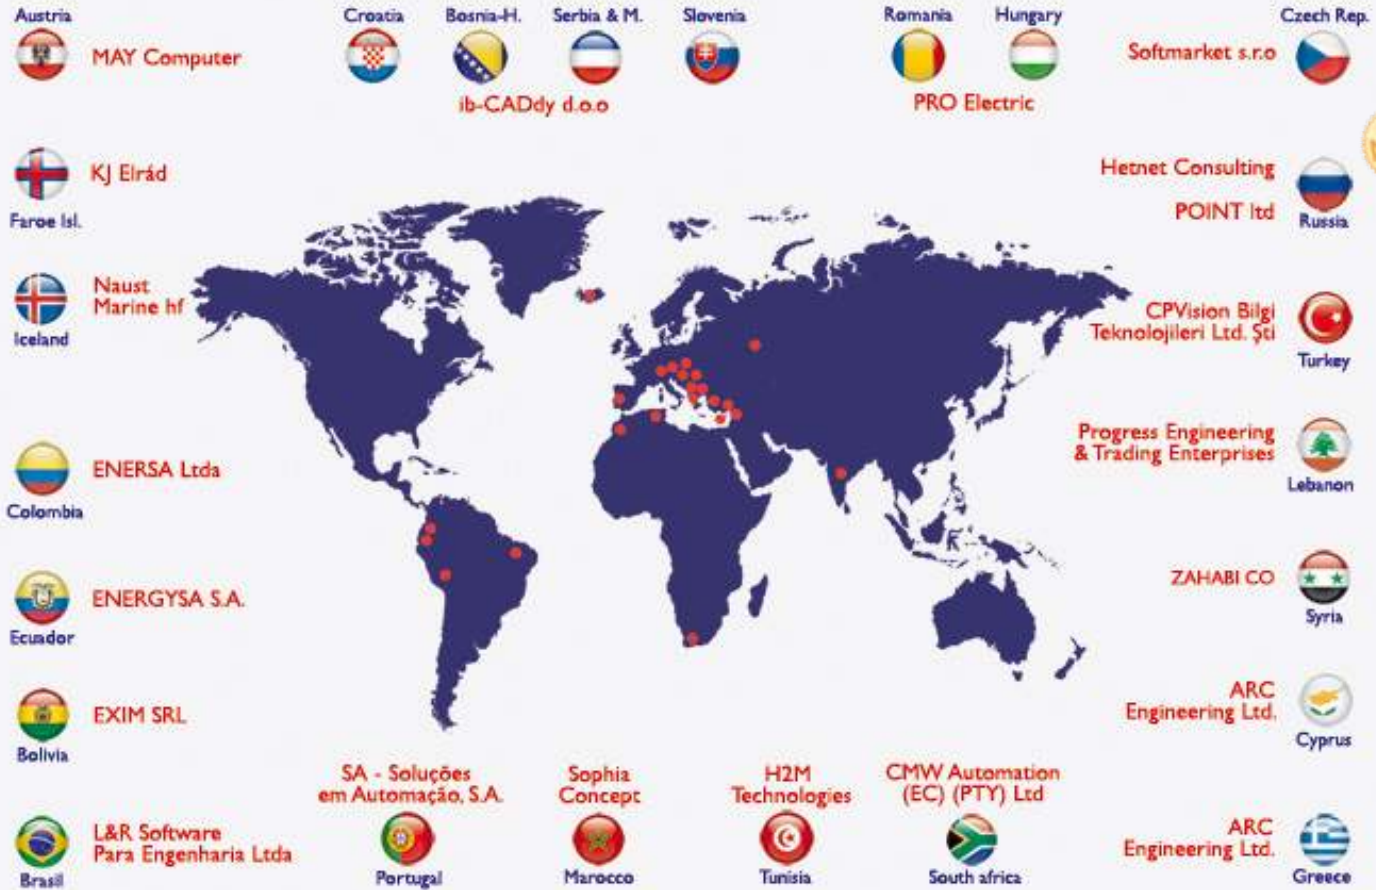 Austria
Croatia
Bosnia-H.
Serbia & M.
Slovenia
Romania
Hungary
Czech Rep.
MAY Computer
ib-CADdy d.o.o
PRO Electric
Softmarket s.r.o
KJ Elrád
Faroe Isl.
Hetnet Consulting
POINT ltd
Russia
Naust
Marine hf
Iceland
CPVision Bilgi
Teknolojileri Ltd. Şti
Turkey
ENERSA Ltda
Colombia
Progress Engineering
& Trading Enterprises
Lebanon
ENERGYSA S.A.
Ecuador
ZAHABI CO
Syria
EXIM SRL
Bolivia
ARC
Engineering Ltd.
Cyprus
L&R Software
Para Engenharia Ltda
Brasil
SA - Soluções
em Automação, S.A.
Portugal
Sophia
Concept
Marocco
H2M
Technologies
Tunisia
CMW Automation
(EC) (PTY) Ltd
South africa
ARC
Engineering Ltd.
Greece